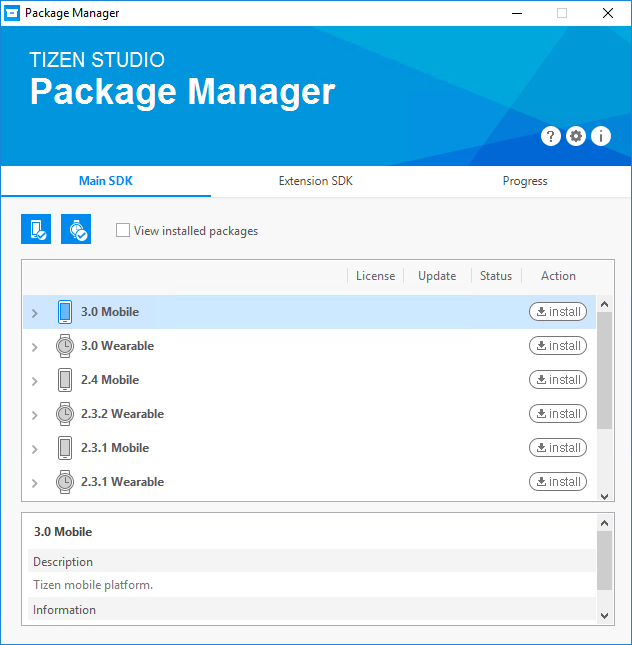 Package Manager
TIZEN STUDIO
Package Manager
? i
Main SDK Extension SDK Progress
View installed packages
License Update Status Action
3.0 Mobile install
3.0 Wearable install
2.4 Mobile install
2.3.2 Wearable install
2.3.1 Mobile install
2.3.1 Wearable install
3.0 Mobile
Description
Tizen mobile platform.
Information